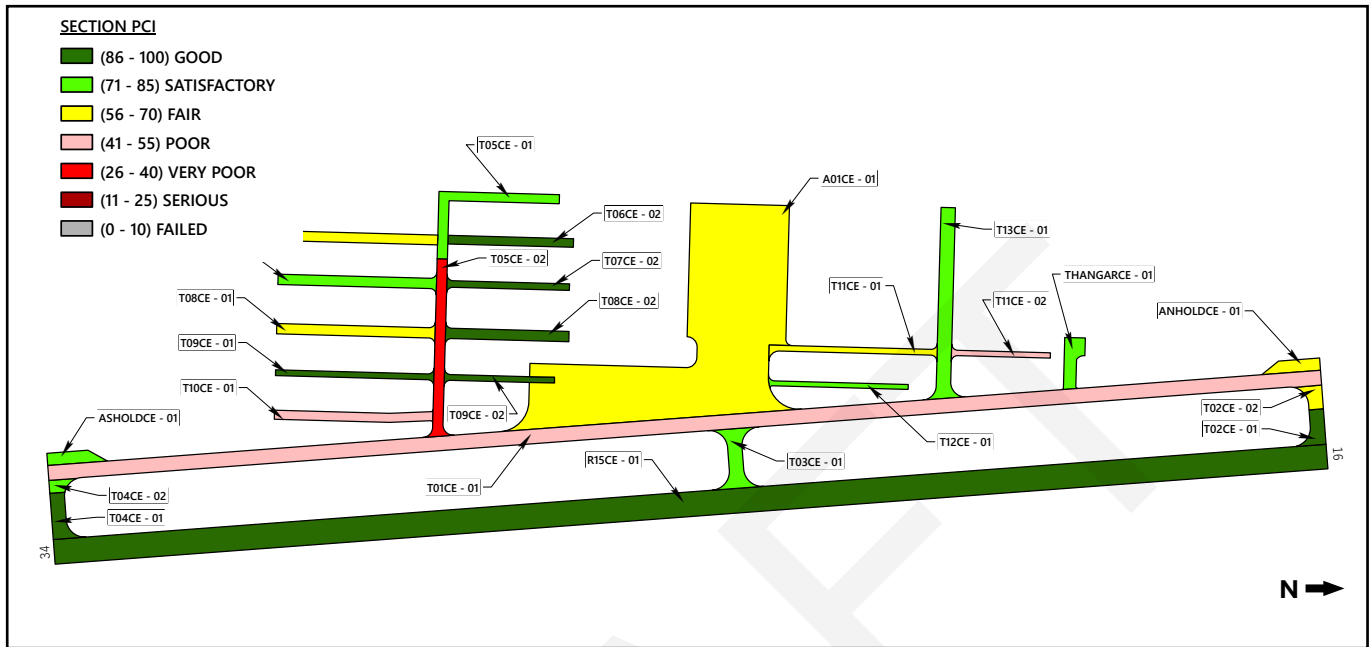 SECTION PCI
(86 - 100) GOOD
(71 - 85) SATISFACTORY
(56 - 70) FAIR
(41 - 55) POOR
(26 - 40) VERY POOR
(11 - 25) SERIOUS
(0 - 10) FAILED
T05CE - 01
A01CE - 01
T06CE - 02
T13CE - 01
T05CE - 02
T07CE - 02
THANGARCE - 01
T11CE - 01
T11CE - 02
T08CE - 01
T08CE - 02
ANHOLDCE - 01
T09CE - 01
T10CE - 01
T09CE - 02
ASHOLDCE - 01
T02CE - 02
T02CE - 01
T12CE - 01
R15CE - 01
T03CE - 01
T01CE - 01
T04CE - 02
T04CE - 01
16
34
N